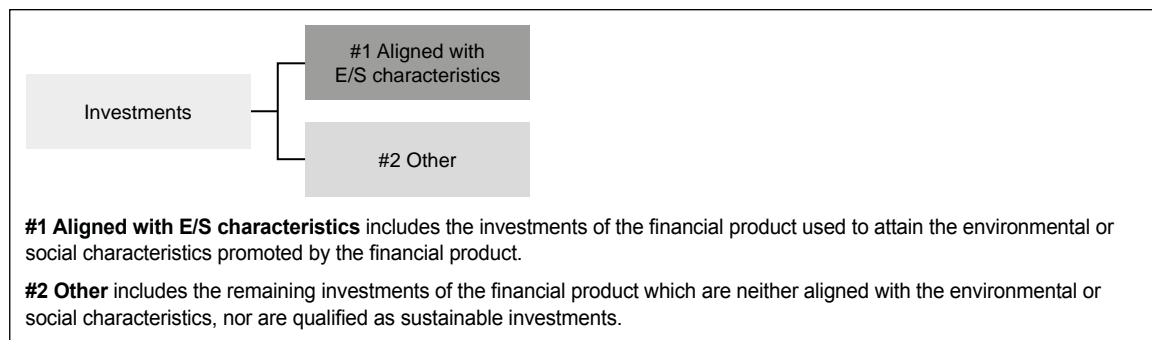 #1 Aligned with
E/S characteristics
Investments
#2 Other
#1 Aligned with E/S characteristics includes the investments of the financial product used to attain the environmental or
social characteristics promoted by the financial product.
#2 Other includes the remaining investments of the financial product which are neither aligned with the environmental or
social characteristics, nor are qualified as sustainable investments.